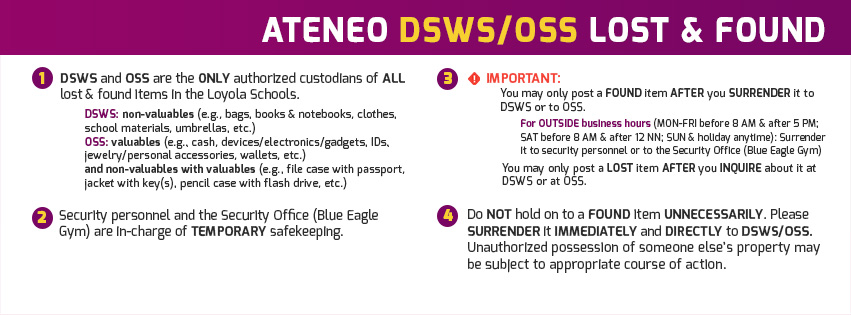 ATENEO DSWS/OSS LOST & FOUND
1 DSWS and OSS are the ONLY authorized custodians of ALL
lost & found items in the Loyola Schools.
DSWS: non-valuables (e.g., bags, books & notebooks, clothes,
school materials, umbrellas, etc.)
OSS: valuables (e.g., cash, devices/electronics/gadgets, IDs,
jewelry/personal accessories, wallets, etc.)
and non-valuables with valuables (e.g., file case with passport,
jacket with key(s), pencil case with flash drive, etc.)
2 Security personnel and the Security Office (Blue Eagle
Gym) are in-charge of TEMPORARY safekeeping.
3 ! IMPORTANT:
You may only post a FOUND item AFTER you SURRENDER it to
DSWS or to OSS.
For OUTSIDE business hours (MON-FRI before 8 AM & after 5 PM;
SAT before 8 AM & after 12 NN; SUN & holiday anytime): Surrender
it to security personnel or to the Security Office (Blue Eagle Gym)
You may only post a LOST item AFTER you INQUIRE about it at
DSWS or at OSS.
4 Do NOT hold on to a FOUND item UNNECESSARILY. Please
SURRENDER it IMMEDIATELY and DIRECTLY to DSWS/OSS.
Unauthorized possession of someone else's property may
be subject to appropriate course of action.